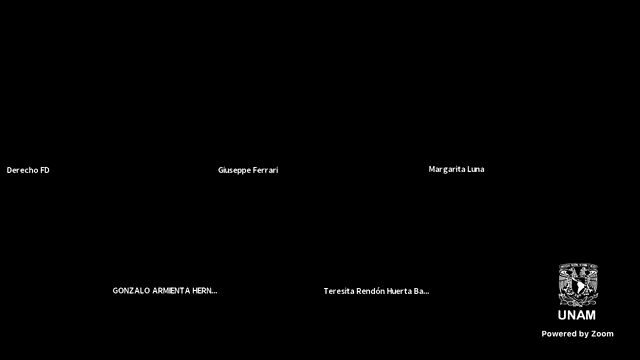 Derecho FD
Giuseppe Ferrari
Margarita Luna
GONZALO ARMIENTA HERN...
Teresita Rendón Huerta Ba...
UNAM
Powered by Zoom